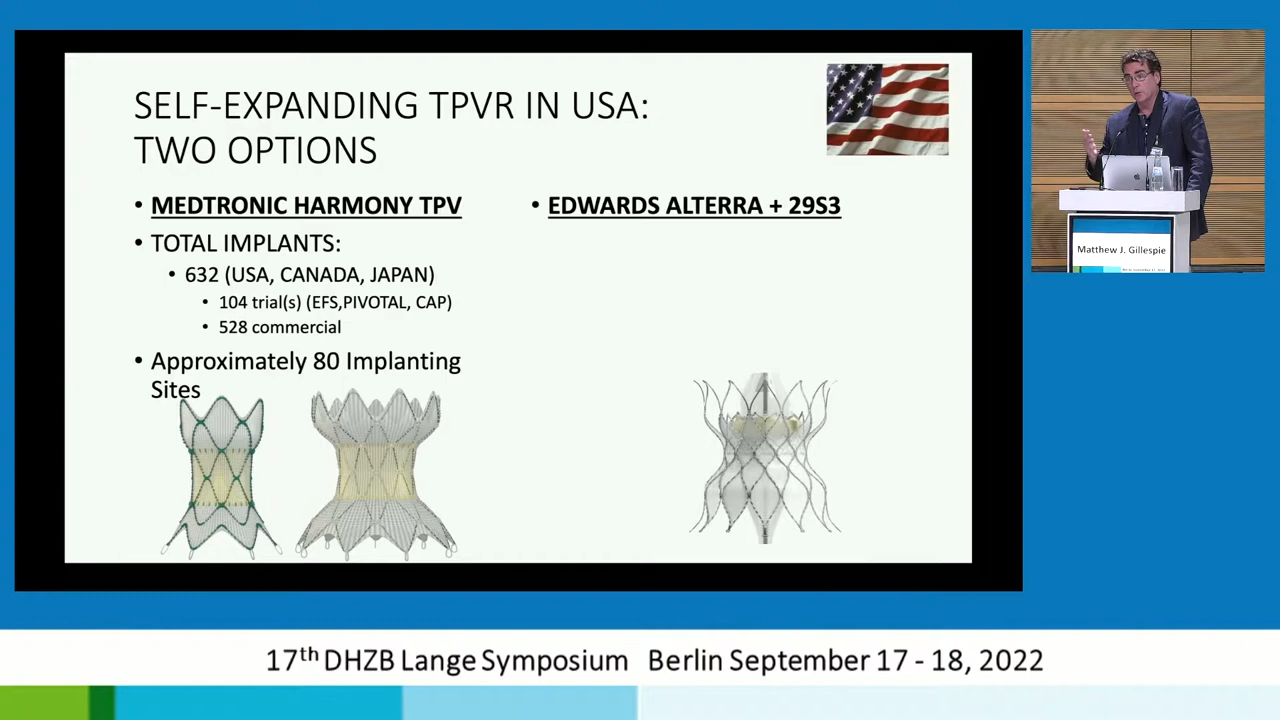 SELF-EXPANDING TPVR IN USA:
TWO OPTIONS
• MEDTRONIC HARMONY TPV
• TOTAL IMPLANTS:
• 632 (USA, CANADA, JAPAN)
• 104 trial(s) (EFS,PIVOTAL, CAP)
• 528 commercial
• Approximately 80 Implanting
Sites
• EDWARDS ALTERRA + 29S3
Matthew J. Gillespie
17th DHZB Lange Symposium Berlin September 17 - 18, 2022